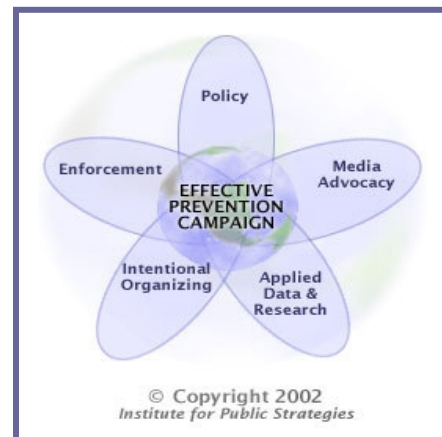 Policy
Enforcement
Media
Advocacy
EFFECTIVE
PREVENTION
CAMPAIGN
Intentional
Organizing
Applied
Data &
Research
© Copyright 2002
Institute for Public Strategies